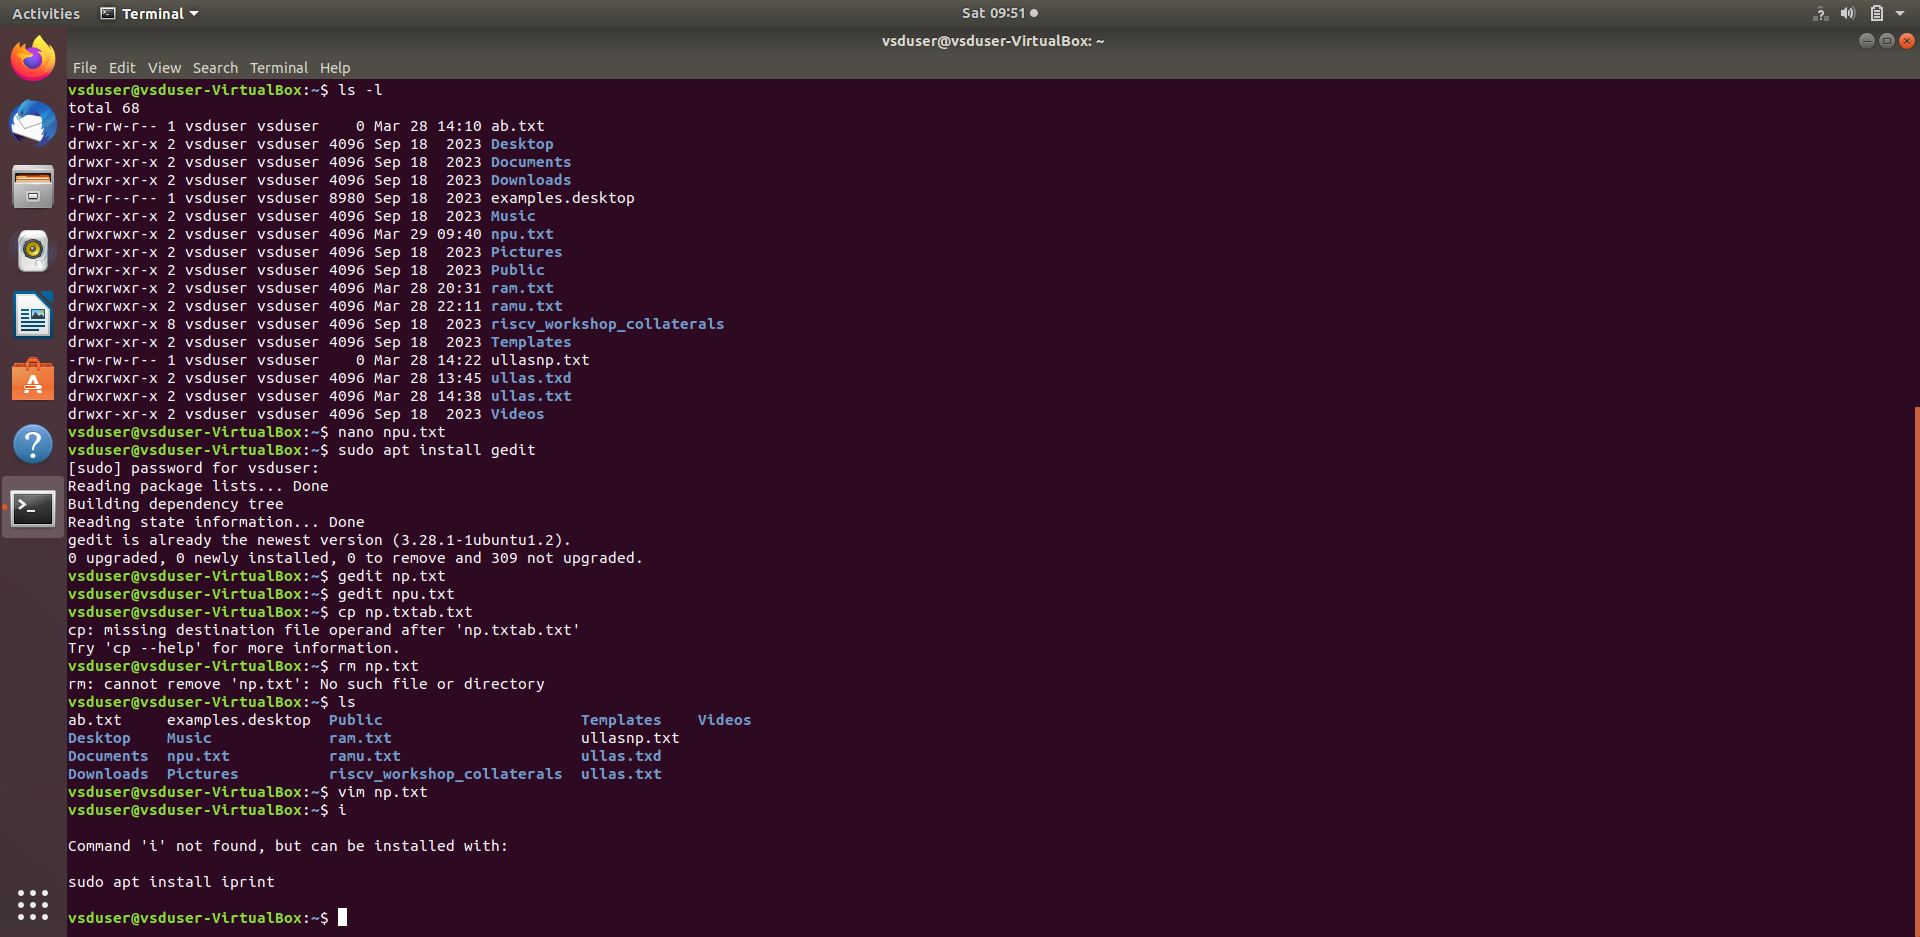 Activities Terminal Sat 09:51
vsduser@vsduser-VirtualBox: ~
File Edit View Search Terminal Help
vsduser@vsduser-VirtualBox:~$ ls -l
total 68
-rw-rw-r-- 1 vsduser vsduser    0 Mar 28 14:10 ab.txt
drwxr-xr-x 2 vsduser vsduser 4096 Sep 18  2023 Desktop
drwxr-xr-x 2 vsduser vsduser 4096 Sep 18  2023 Documents
drwxr-xr-x 2 vsduser vsduser 4096 Sep 18  2023 Downloads
-rw-r--r-- 1 vsduser vsduser 8980 Sep 18  2023 examples.desktop
drwxr-xr-x 2 vsduser vsduser 4096 Sep 18  2023 Music
drwxrwxr-x 2 vsduser vsduser 4096 Mar 29 09:40 npu.txt
drwxr-xr-x 2 vsduser vsduser 4096 Sep 18  2023 Pictures
drwxr-xr-x 2 vsduser vsduser 4096 Sep 18  2023 Public
drwxrwxr-x 2 vsduser vsduser 4096 Mar 28 20:31 ram.txt
drwxrwxr-x 2 vsduser vsduser 4096 Mar 28 22:11 ramu.txt
drwxrwxr-x 8 vsduser vsduser 4096 Sep 18  2023 riscv_workshop_collaterals
drwxr-xr-x 2 vsduser vsduser 4096 Sep 18  2023 Templates
-rw-rw-r-- 1 vsduser vsduser    0 Mar 28 14:22 ullasnp.txt
drwxrwxr-x 2 vsduser vsduser 4096 Mar 28 13:45 ullas.txd
drwxrwxr-x 2 vsduser vsduser 4096 Mar 28 14:38 ullas.txt
drwxr-xr-x 2 vsduser vsduser 4096 Sep 18  2023 Videos
vsduser@vsduser-VirtualBox:~$ nano npu.txt
vsduser@vsduser-VirtualBox:~$ sudo apt install gedit
[sudo] password for vsduser:
Reading package lists... Done
Building dependency tree
Reading state information... Done
gedit is already the newest version (3.28.1-1ubuntu1.2).
0 upgraded, 0 newly installed, 0 to remove and 309 not upgraded.
vsduser@vsduser-VirtualBox:~$ gedit np.txt
vsduser@vsduser-VirtualBox:~$ gedit npu.txt
vsduser@vsduser-VirtualBox:~$ cp np.txtab.txt
cp: missing destination file operand after 'np.txtab.txt'
Try 'cp --help' for more information.
vsduser@vsduser-VirtualBox:~$ rm np.txt
rm: cannot remove 'np.txt': No such file or directory
vsduser@vsduser-VirtualBox:~$ ls
ab.txt     examples.desktop  Public                      Templates    Videos
Desktop    Music             ram.txt                     ullasnp.txt
Documents  npu.txt           ramu.txt                    ullas.txd
Downloads  Pictures          riscv_workshop_collaterals  ullas.txt
vsduser@vsduser-VirtualBox:~$ vim np.txt
vsduser@vsduser-VirtualBox:~$ i
Command 'i' not found, but can be installed with:
sudo apt install iprint
vsduser@vsduser-VirtualBox:~$